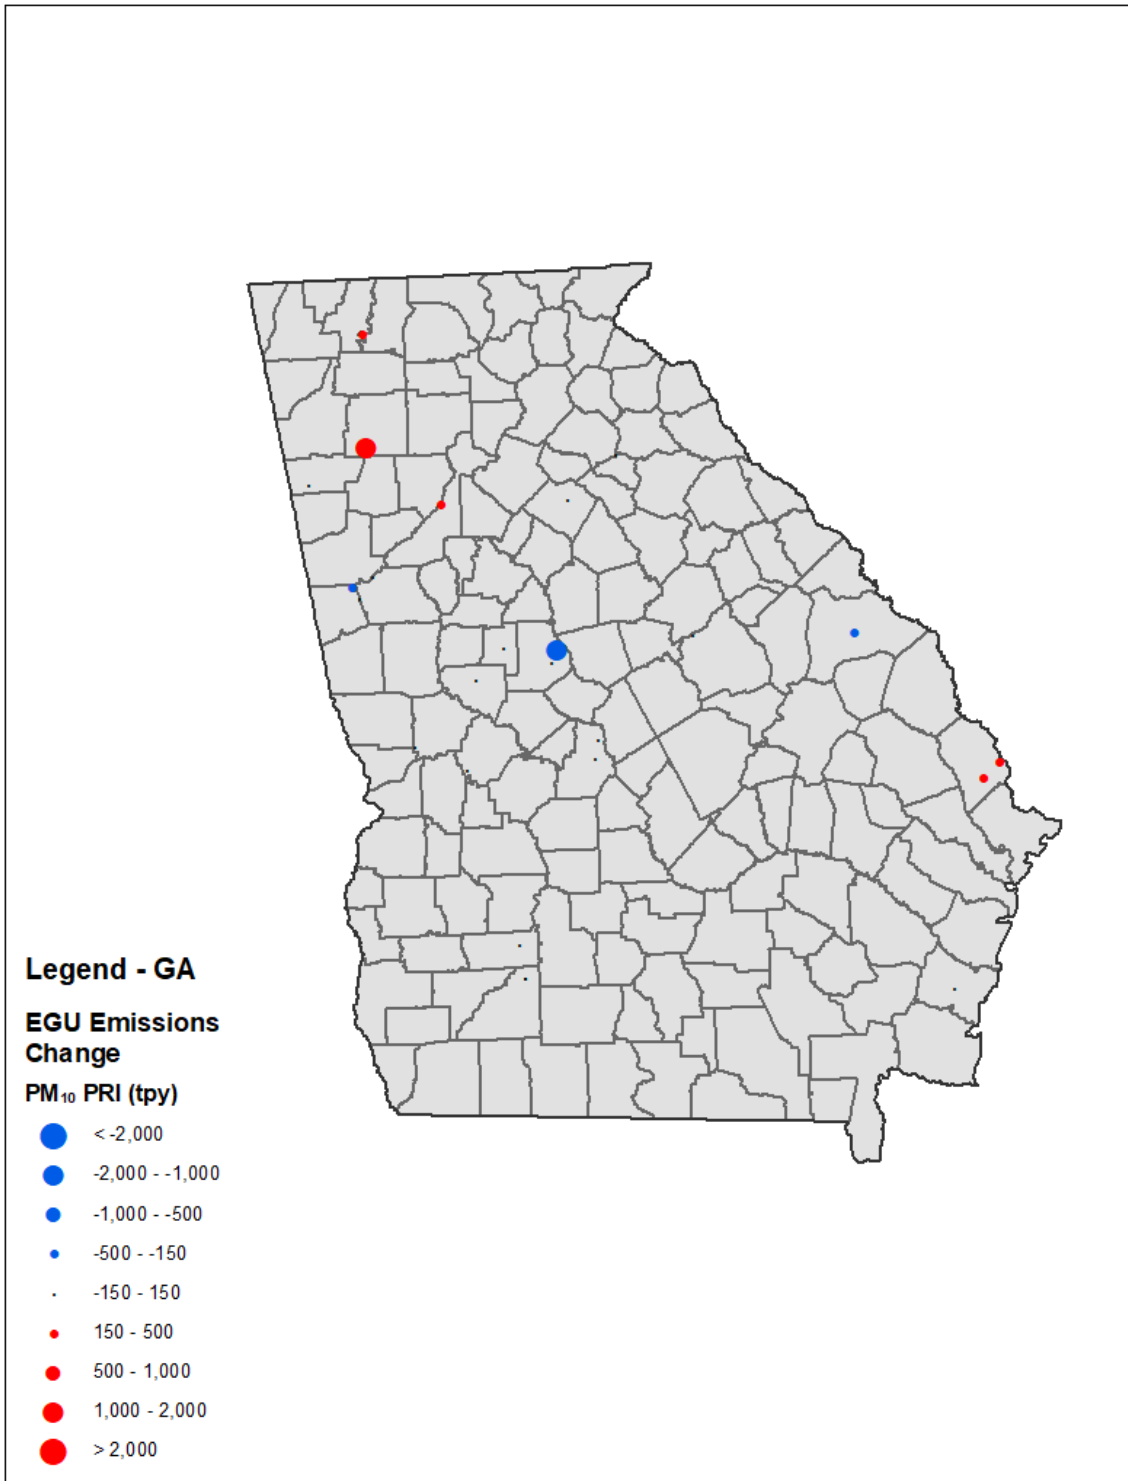 Legend - GA
EGU Emissions
Change
PM₁₀ PRI (tpy)
< -2,000
-2,000 - -1,000
-1,000 - -500
-500 - -150
-150 - 150
150 - 500
500 - 1,000
1,000 - 2,000
> 2,000